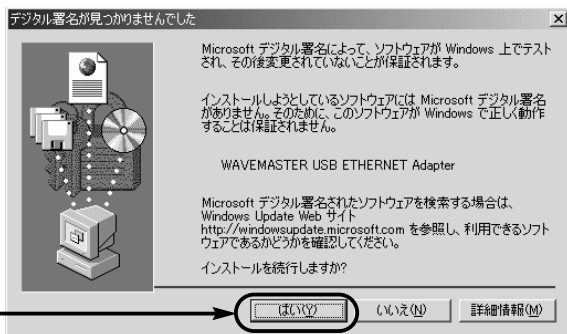 デジタル署名が見つかりませんでした
Microsoft デジタル署名によって、ソフトウェアが Windows 上でテスト
され、その後変更されていないことが保証されます。
インストールしようとしているソフトウェアには Microsoft デジタル署名
がありません。そのために、このソフトウェアが Windows で正しく動作
することは保証されません。
WAVEMASTER USB ETHERNET Adapter
Microsoft デジタル署名されたソフトウェアを検索する場合は、
Windows Update Web サイト
http://windowsupdate.microsoft.com を参照し、利用できるソフト
ウェアであるかどうかを確認してください。
インストールを続行しますか?
はい(Y) いいえ(N) 詳細情報(M)